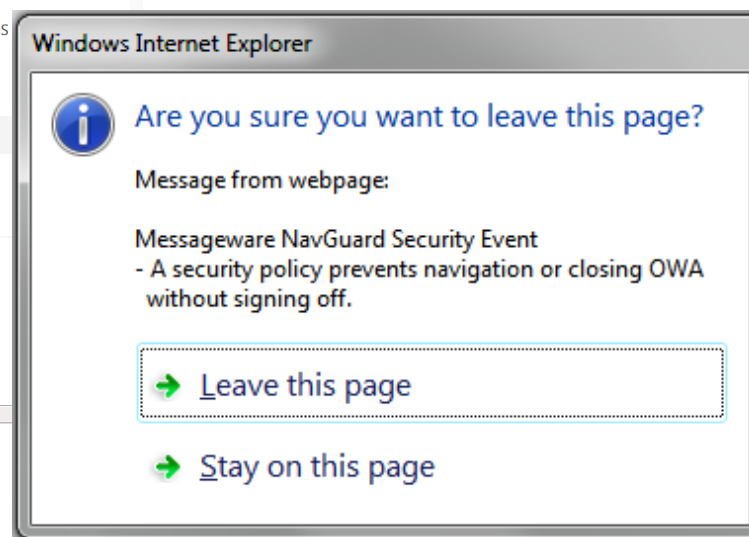 s
Windows Internet Explorer
Are you sure you want to leave this page?
Message from webpage:
Messageware NavGuard Security Event
- A security policy prevents navigation or closing OWA
without signing off.
Leave this page
Stay on this page